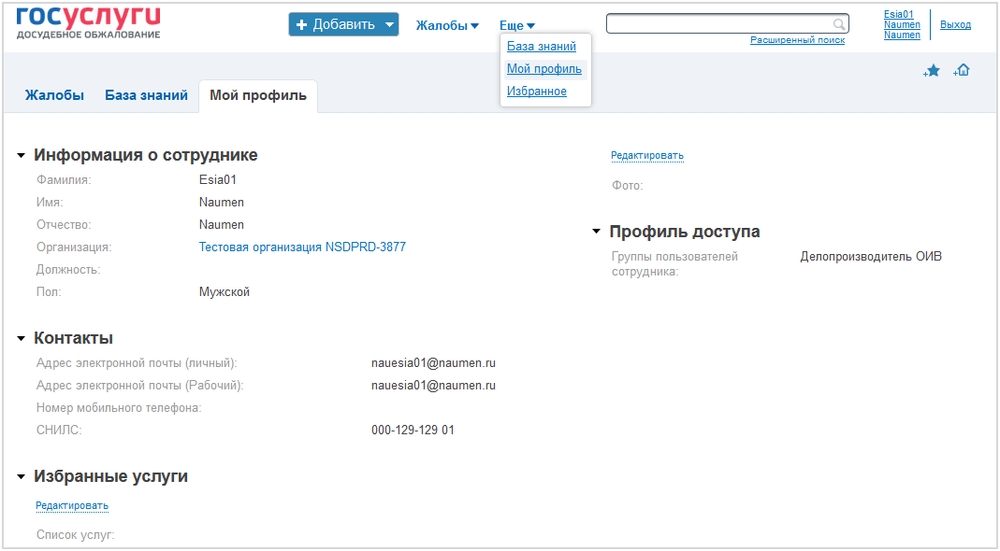 госуслуги
ДОСУДЕБНОЕ ОБЖАЛОВАНИЕ
Добавить
Жалобы
Еще
Расширенный поиск
Esia01
Naumen
Naumen
Выход
База знаний
Мой профиль
Избранное
Жалобы База знаний Мой профиль
Информация о сотруднике
Фамилия: Esia01
Имя: Naumen
Отчество: Naumen
Организация: Тестовая организация NSDPRD-3877
Должность:
Пол: Мужской
Редактировать
Фото:
Профиль доступа
Группы пользователей Делопроизводитель ОИВ
сотрудника:
Контакты
Адрес электронной почты (личный): nauesia01@naumen.ru
Адрес электронной почты (Рабочий): nauesia01@naumen.ru
Номер мобильного телефона:
СНИЛС: 000-129-129 01
Избранные услуги
Редактировать
Список услуг: